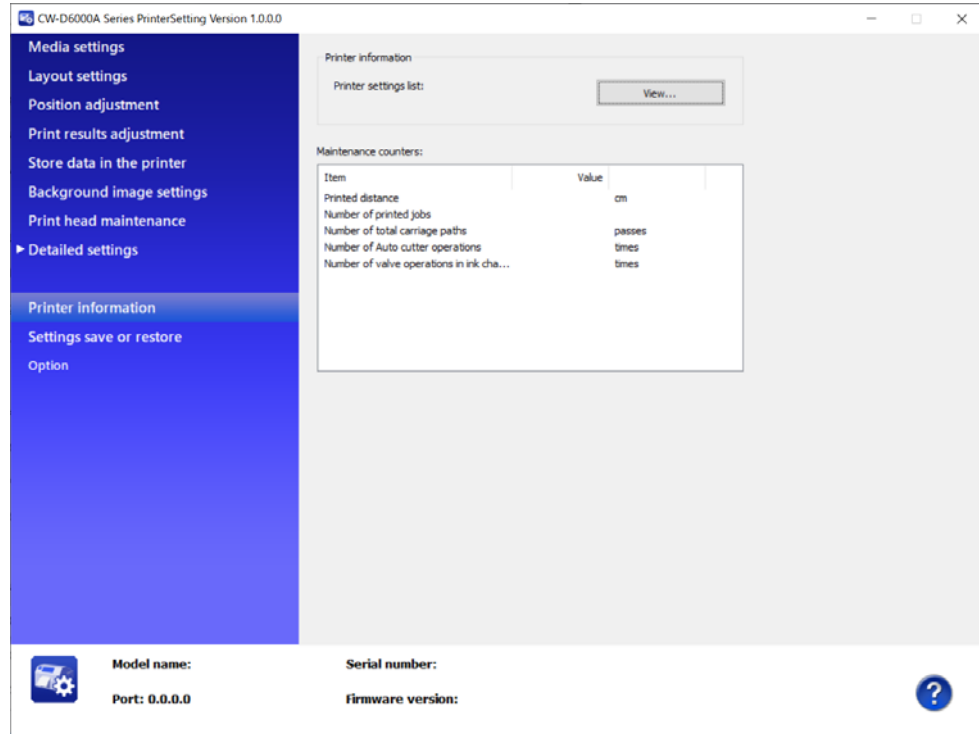 CW-D6000A Series PrinterSetting Version 1.0.0.0
Media settings
Layout settings
Position adjustment
Print results adjustment
Store data in the printer
Background image settings
Print head maintenance
Detailed settings
Printer information
Settings save or restore
Option
Printer information
Printer settings list:
View...
Maintenance counters:
Item Value
Printed distance cm
Number of printed jobs
Number of total carriage paths passes
Number of Auto cutter operations times
Number of valve operations in ink cha... times
Model name: Serial number:
Port: 0.0.0.0 Firmware version:
?